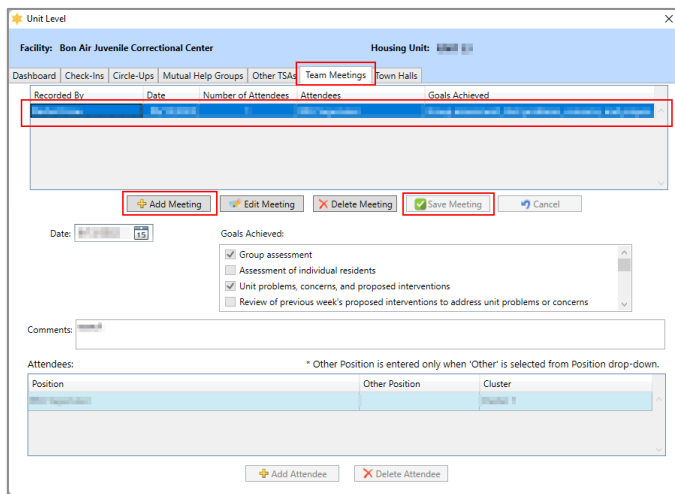 Unit Level
Facility: Bon Air Juvenile Correctional Center Housing Unit:
Dashboard Check-Ins Circle-Ups Mutual Help Groups Other TSAs Team Meetings Town Halls
Recorded By Date Number of Attendees Attendees Goals Achieved
Add Meeting Edit Meeting Delete Meeting Save Meeting Cancel
Date: 15 Goals Achieved:
Group assessment
Assessment of individual residents
Unit problems, concerns, and proposed interventions
Review of previous week's proposed interventions to address unit problems or concerns
Comments:
Attendees: * Other Position is entered only when 'Other' is selected from Position drop-down.
Position Other Position Cluster
Add Attendee Delete Attendee